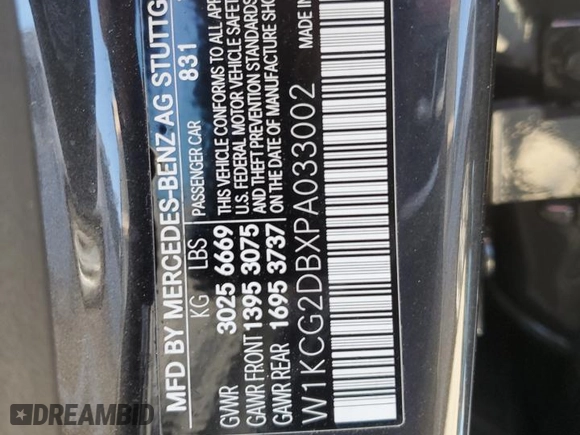 MFD BY MERCEDES-BENZ AG STUTTG
KG LBS PASSENGER CAR 831
GVWR 3025 6669 THIS VEHICLE CONFORMS TO ALL APP
GAWR FRONT 1395 3075 U.S. FEDERAL MOTOR VEHICLE SAFET
GAWR REAR 1695 3737 AND THEFT PREVENTION STANDARDS
ON THE DATE OF MANUFACTURE SHO
W1KCG2DBXPA033002 MADE IN
DREAMBID